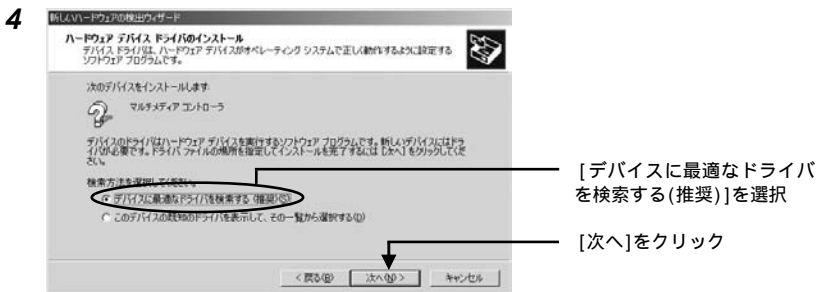 4
新しいハードウェアの検出ウィザード
ハードウェア デバイス ドライバのインストール
デバイス ドライバは、ハードウェア デバイスがオペレーティング システムで正しく動作するように設定する
ソフトウェア プログラムです。
次のデバイスをインストールします:
マルチメディア コントローラ
デバイスのドライバはハードウェア デバイスを実行するソフトウェア プログラムです。新しいデバイスにはドラ
イバが必要です。ドライバ ファイルの場所を指定してインストールを完了するには [次へ] をクリックしてくだ
さい。
検索方法を選択してください。
デバイスに最適なドライバを検索する (推奨)(S)
このデバイスの既知のドライバを表示して、その一覧から選択する(D)
< 戻る(B)
次へ(N) >
キャンセル
[デバイスに最適なドライバ
を検索する(推奨)]を選択
[次へ]をクリック